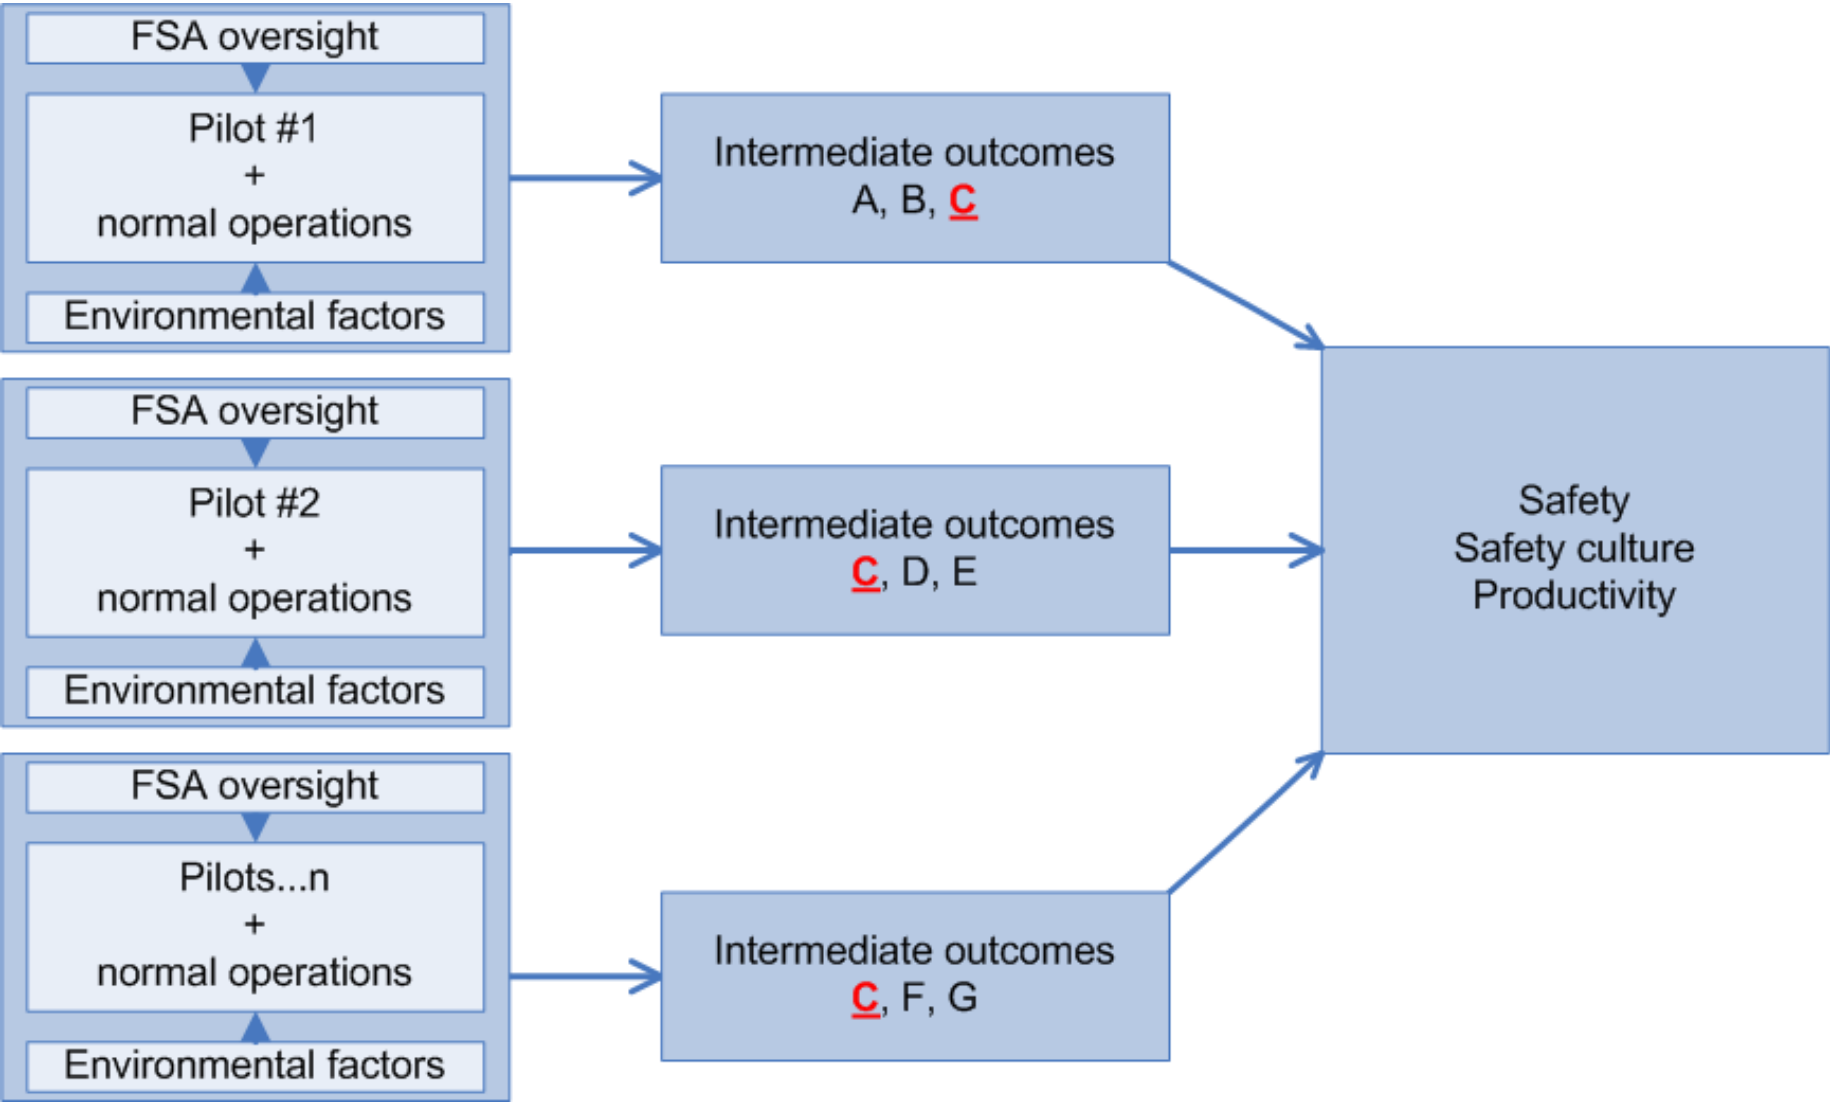 FSA oversight
Pilot #1
+
normal operations
Environmental factors
Intermediate outcomes
A, B, C
FSA oversight
Pilot #2
+
normal operations
Environmental factors
Intermediate outcomes
C, D, E
FSA oversight
Pilots...n
+
normal operations
Environmental factors
Intermediate outcomes
C, F, G
Safety
Safety culture
Productivity